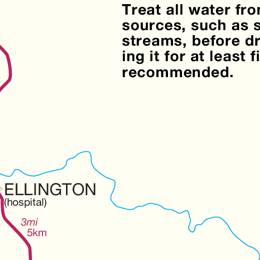 Treat all water from
sources, such as s
streams, before dr
ing it for at least fi
recommended.
ELLINGTON
(hospital)
3mi
5km